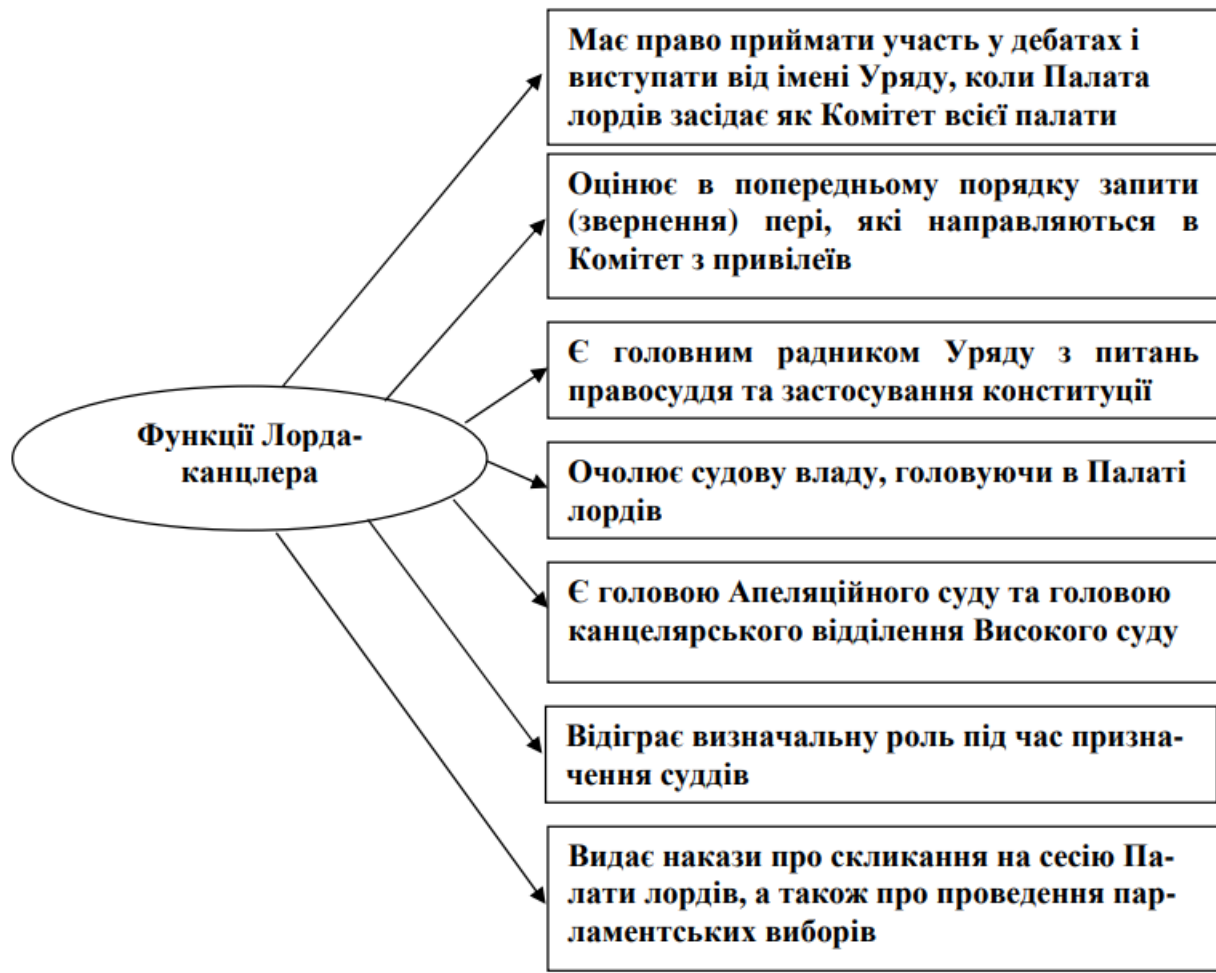 Має право приймати участь у дебатах і
виступати від імені Уряду, коли Палата
лордів засідає як Комітет всієї палати
Оцінює в попередньому порядку запити
(звернення) пері, які направляються в
Комітет з привілеїв
Є головним радником Уряду з питань
правосуддя та застосування конституції
Функції Лорда-
канцлера
Очолює судову владу, головуючи в Палаті
лордів
Є головою Апеляційного суду та головою
канцелярського відділення Високого суду
Відіграє визначальну роль під час призна-
чення суддів
Видає накази про скликання на сесію Па-
лати лордів, а також про проведення пар-
ламентських виборів